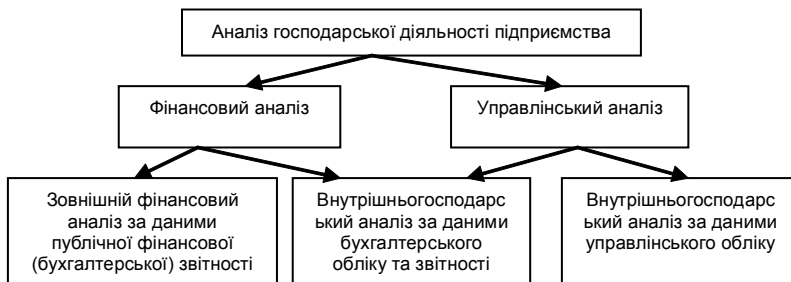 Аналіз господарської діяльності підприємства
Фінансовий аналіз
Управлінський аналіз
Зовнішній фінансовий
аналіз за даними
публічної фінансової
(бухгалтерської) звітності
Внутрішньогосподарс
ький аналіз за даними
бухгалтерського
обліку та звітності
Внутрішньогосподарс
ький аналіз за даними
управлінського обліку